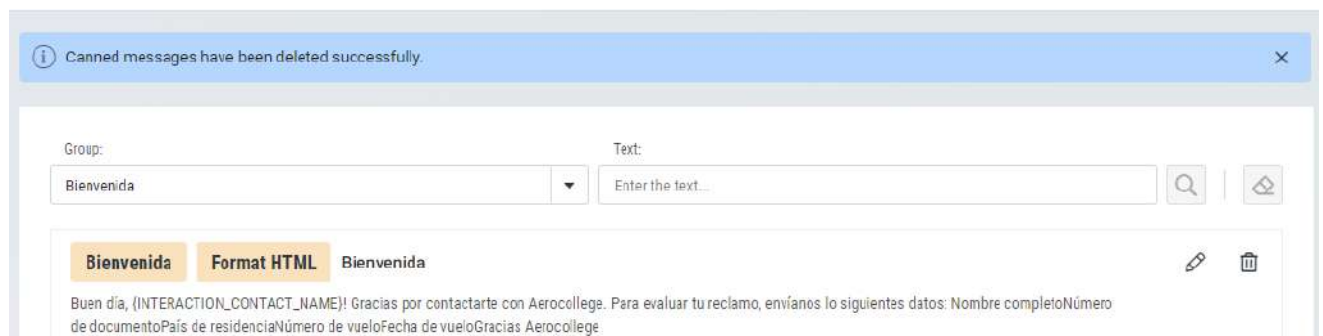 Canned messages have been deleted successfully.
Group:
Text:
Bienvenida
Enter the text...
Bienvenida Format HTML Bienvenida
Buen día, {INTERACTION_CONTACT_NAME}! Gracias por contactarte con Aerocollege. Para evaluar tu reclamo, envíanos lo siguientes datos: Nombre completoNúmero
de documentoPaís de residenciaNúmero de vueloFecha de vueloGracias Aerocollege